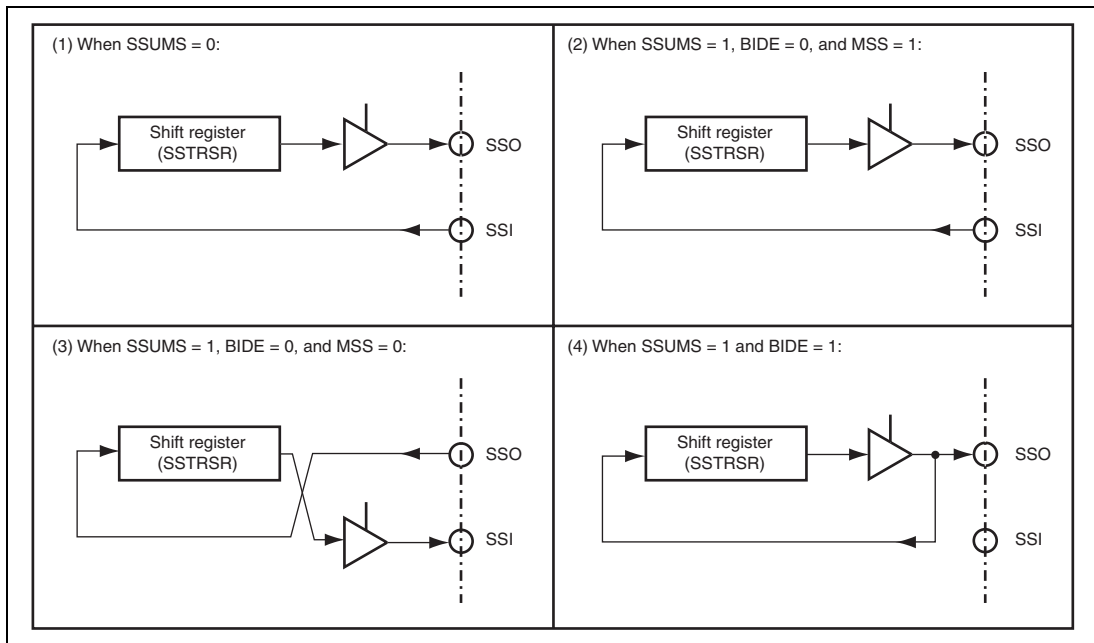 (1) When SSUMS = 0:
Shift register
(SSTRSR)
SSO
SSI
(2) When SSUMS = 1, BIDE = 0, and MSS = 1:
Shift register
(SSTRSR)
SSO
SSI
(3) When SSUMS = 1, BIDE = 0, and MSS = 0:
Shift register
(SSTRSR)
SSO
SSI
(4) When SSUMS = 1 and BIDE = 1:
Shift register
(SSTRSR)
SSO
SSI